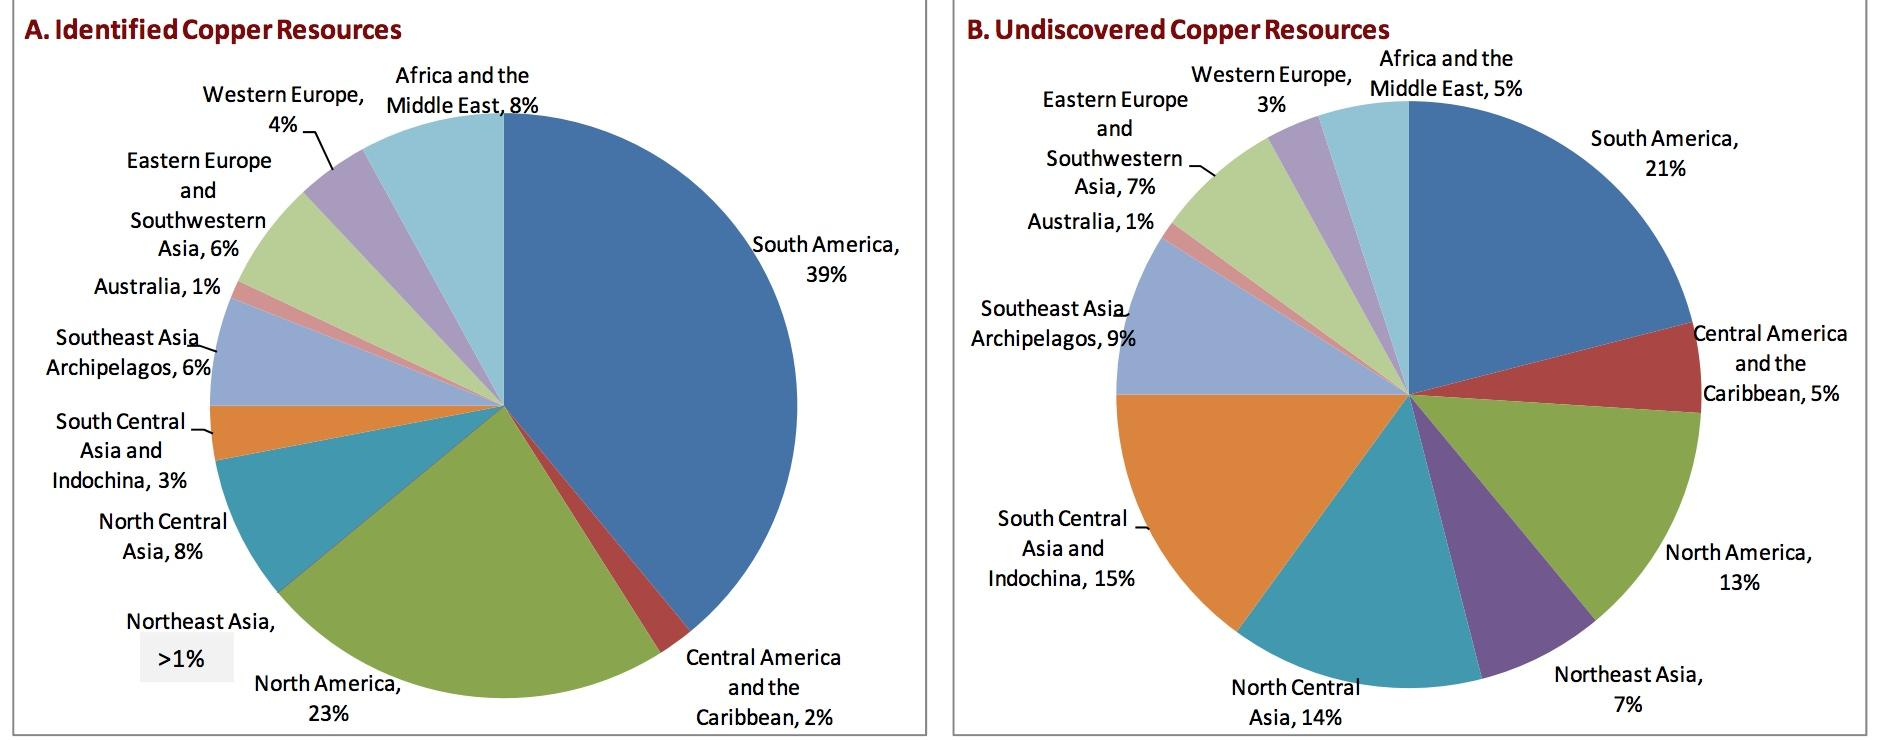 A. Identified Copper Resources
Africa and the
Middle East, 8%
Western Europe,
4%
Eastern Europe
and
Southwestern
Asia, 6%
Australia, 1%
Southeast Asia
Archipelagos, 6%
South Central
Asia and
Indochina, 3%
North Central
Asia, 8%
Northeast Asia,
>1%
North America,
23%
Central America
and the
Caribbean, 2%
South America,
39%
B. Undiscovered Copper Resources
Africa and the
Middle East, 5%
Western Europe,
3%
Eastern Europe
and
Southwestern
Asia, 7%
Australia, 1%
Southeast Asia
Archipelagos, 9%
South Central
Asia and
Indochina, 15%
North Central
Asia, 14%
Northeast Asia,
7%
North America,
13%
Central America
and the
Caribbean, 5%
South America,
21%